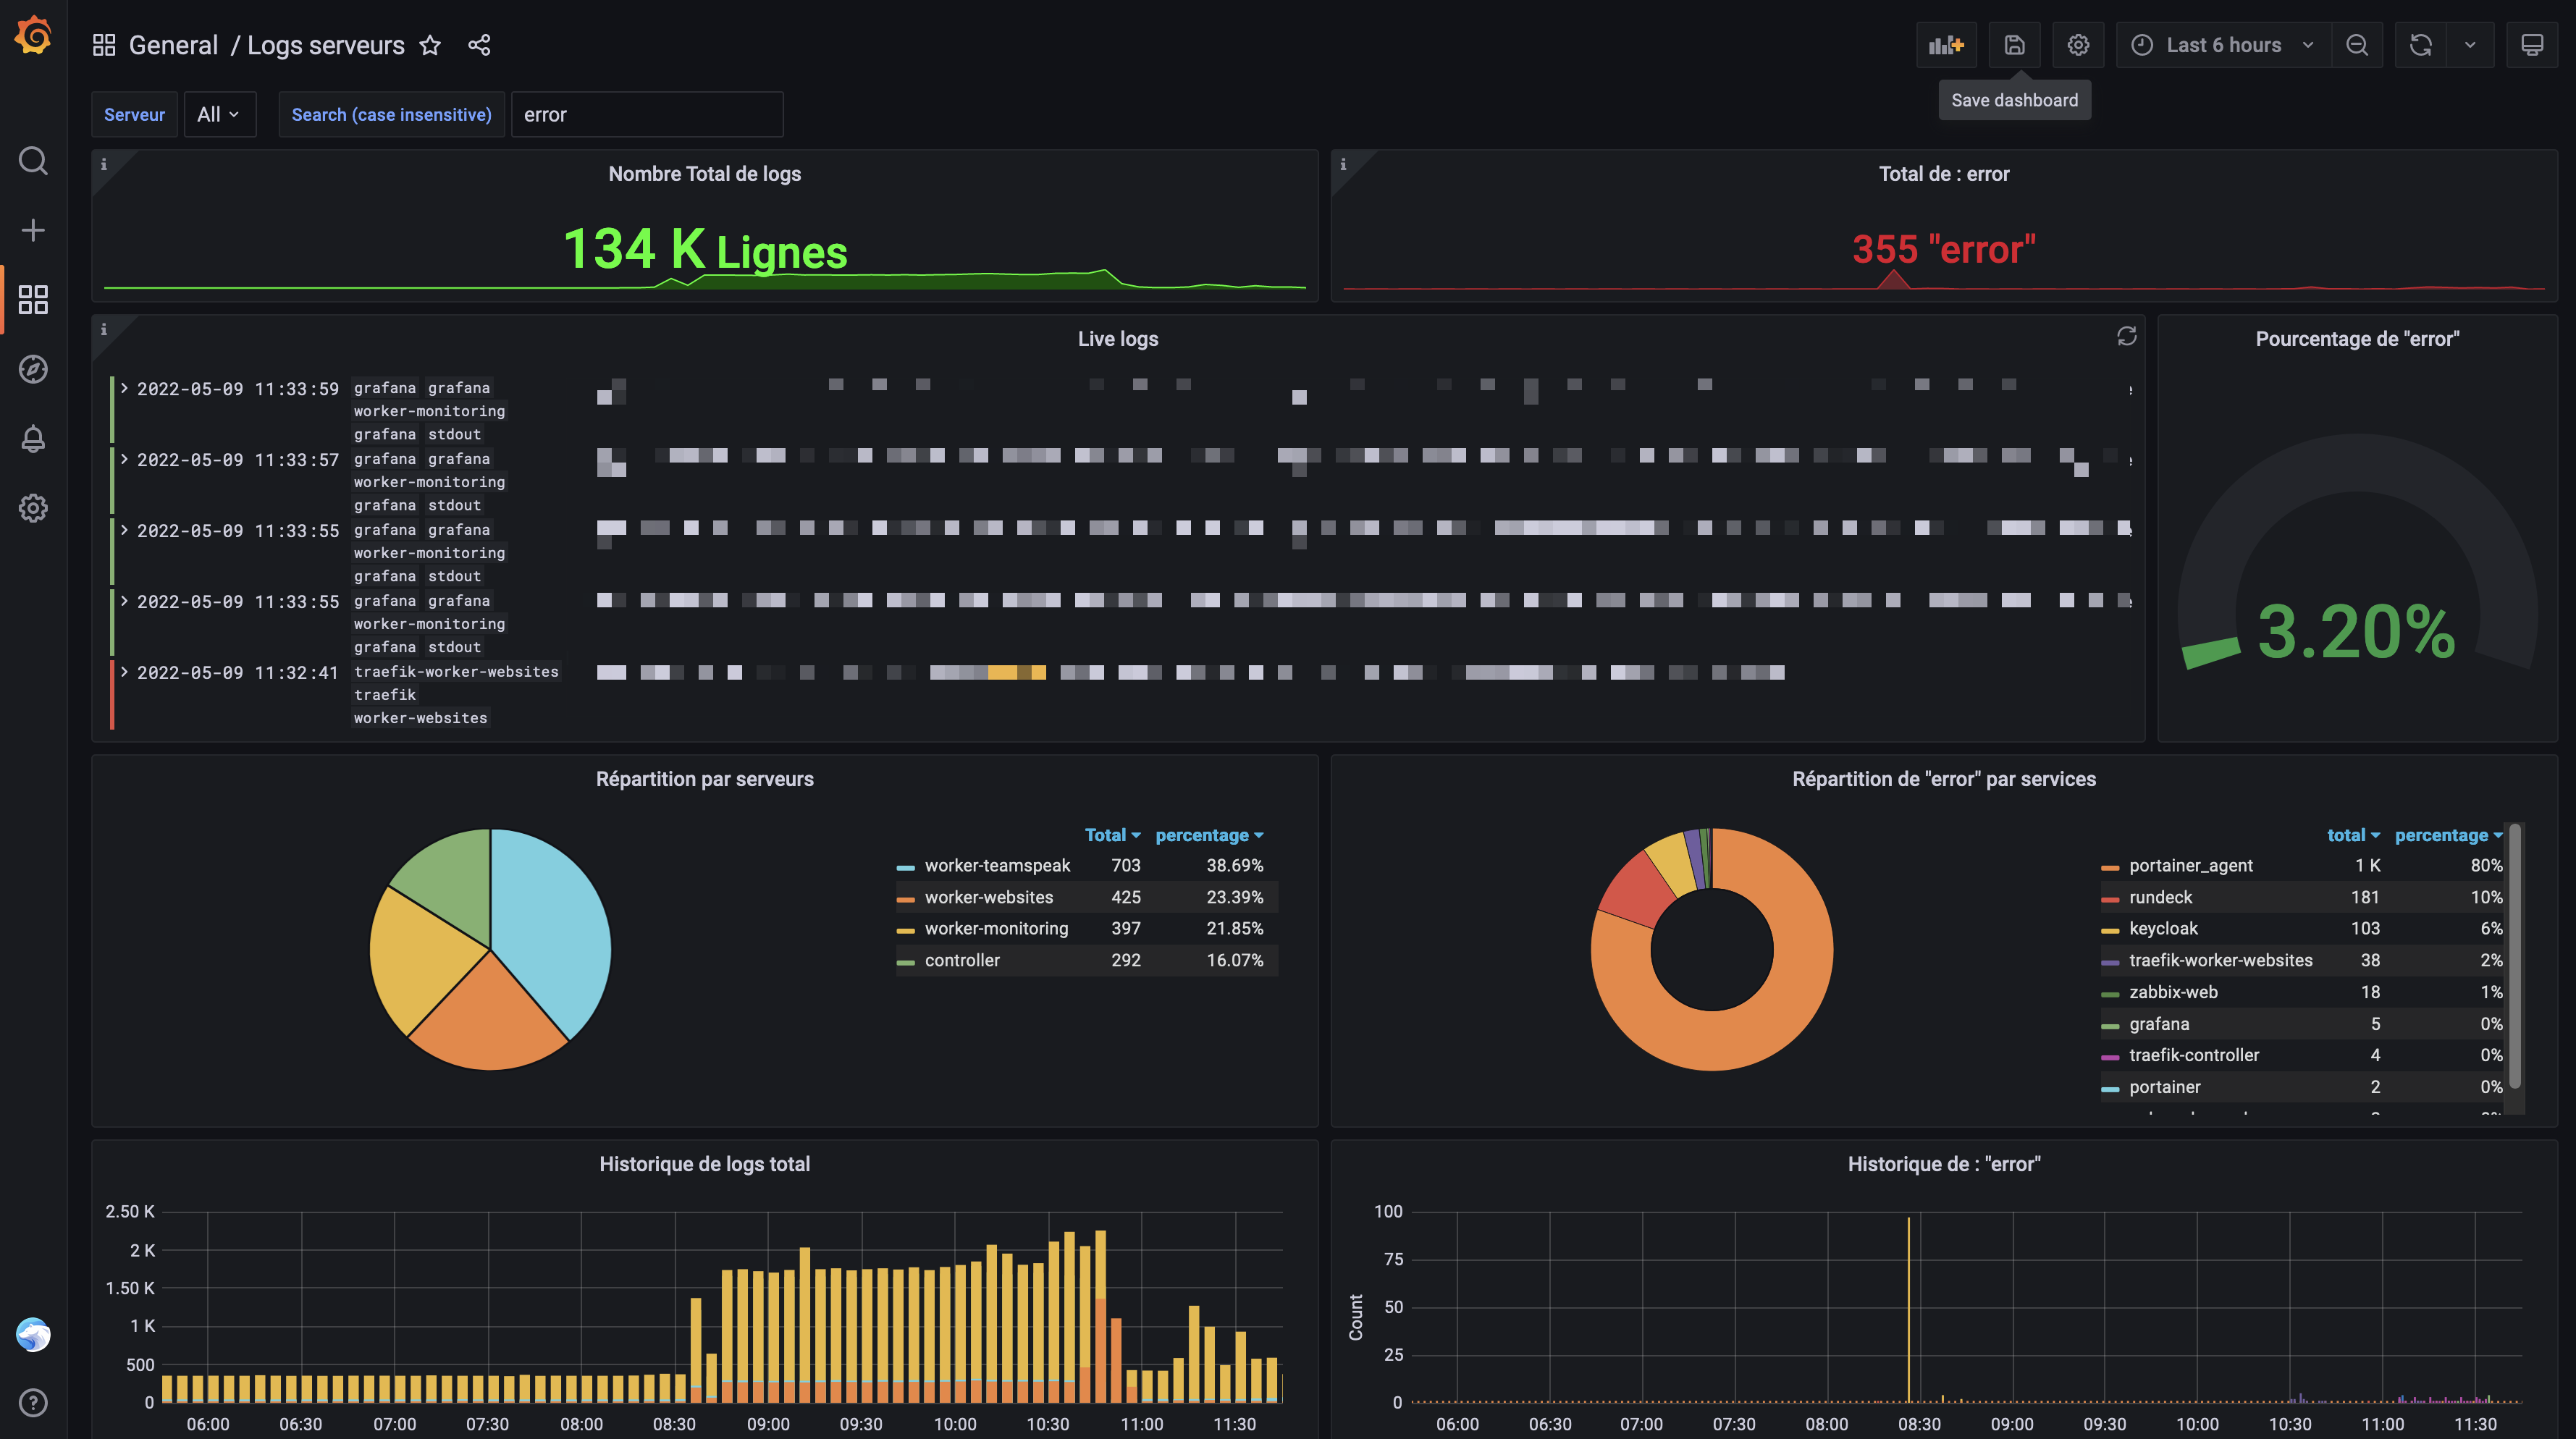 General / Logs serveurs
Last 6 hours
Save dashboard
Serveur All Search (case insensitive) error
Nombre Total de logs
134 K Lignes
Total de : error
355 "error"
Live logs
2022-05-09 11:33:59 grafana grafana
worker-monitoring
grafana stdout
2022-05-09 11:33:57 grafana grafana
worker-monitoring
grafana stdout
2022-05-09 11:33:55 grafana grafana
worker-monitoring
grafana stdout
2022-05-09 11:33:55 grafana grafana
worker-monitoring
grafana stdout
2022-05-09 11:32:41 traefik-worker-websites
traefik
worker-websites
Pourcentage de "error"
3.20%
Répartition par serveurs
Total percentage
worker-teamspeak 703 38.69%
worker-websites 425 23.39%
worker-monitoring 397 21.85%
controller 292 16.07%
Répartition de "error" par services
total percentage
portainer_agent 1 K 80%
rundeck 181 10%
keycloak 103 6%
traefik-worker-websites 38 2%
zabbix-web 18 1%
grafana 5 0%
traefik-controller 4 0%
portainer 2 0%
Historique de logs total
2.50 K
2 K
1.50 K
1 K
500
0
06:00 06:30 07:00 07:30 08:00 08:30 09:00 09:30 10:00 10:30 11:00 11:30
Historique de : "error"
Count
100
75
50
25
0
06:00 06:30 07:00 07:30 08:00 08:30 09:00 09:30 10:00 10:30 11:00 11:30